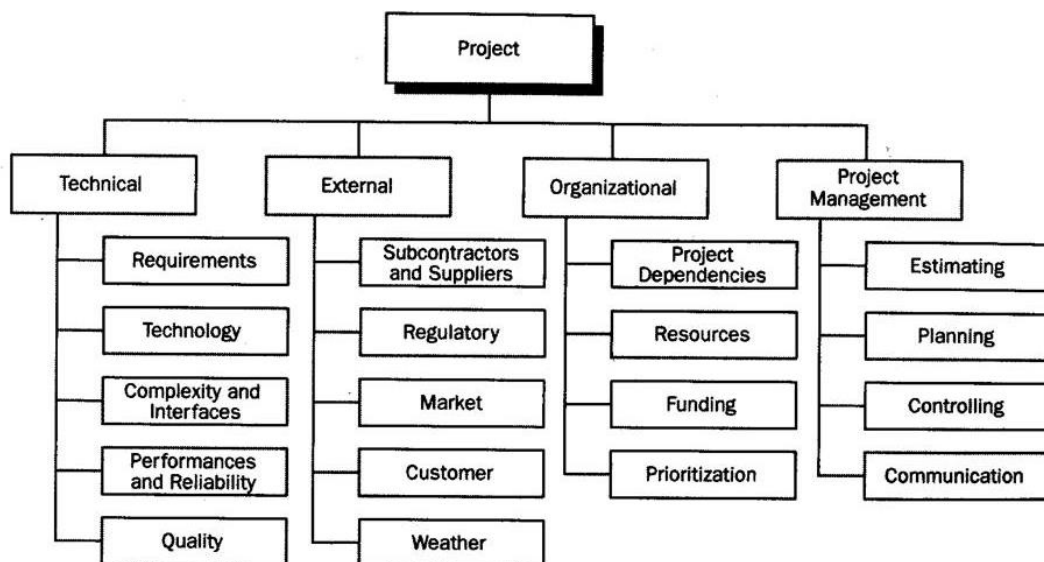 Project
Technical
External
Organizational
Project
Management
Requirements
Technology
Complexity and
Interfaces
Performances
and Reliability
Quality
Subcontractors
and Suppliers
Regulatory
Market
Customer
Weather
Project
Dependencies
Resources
Funding
Prioritization
Estimating
Planning
Controlling
Communication